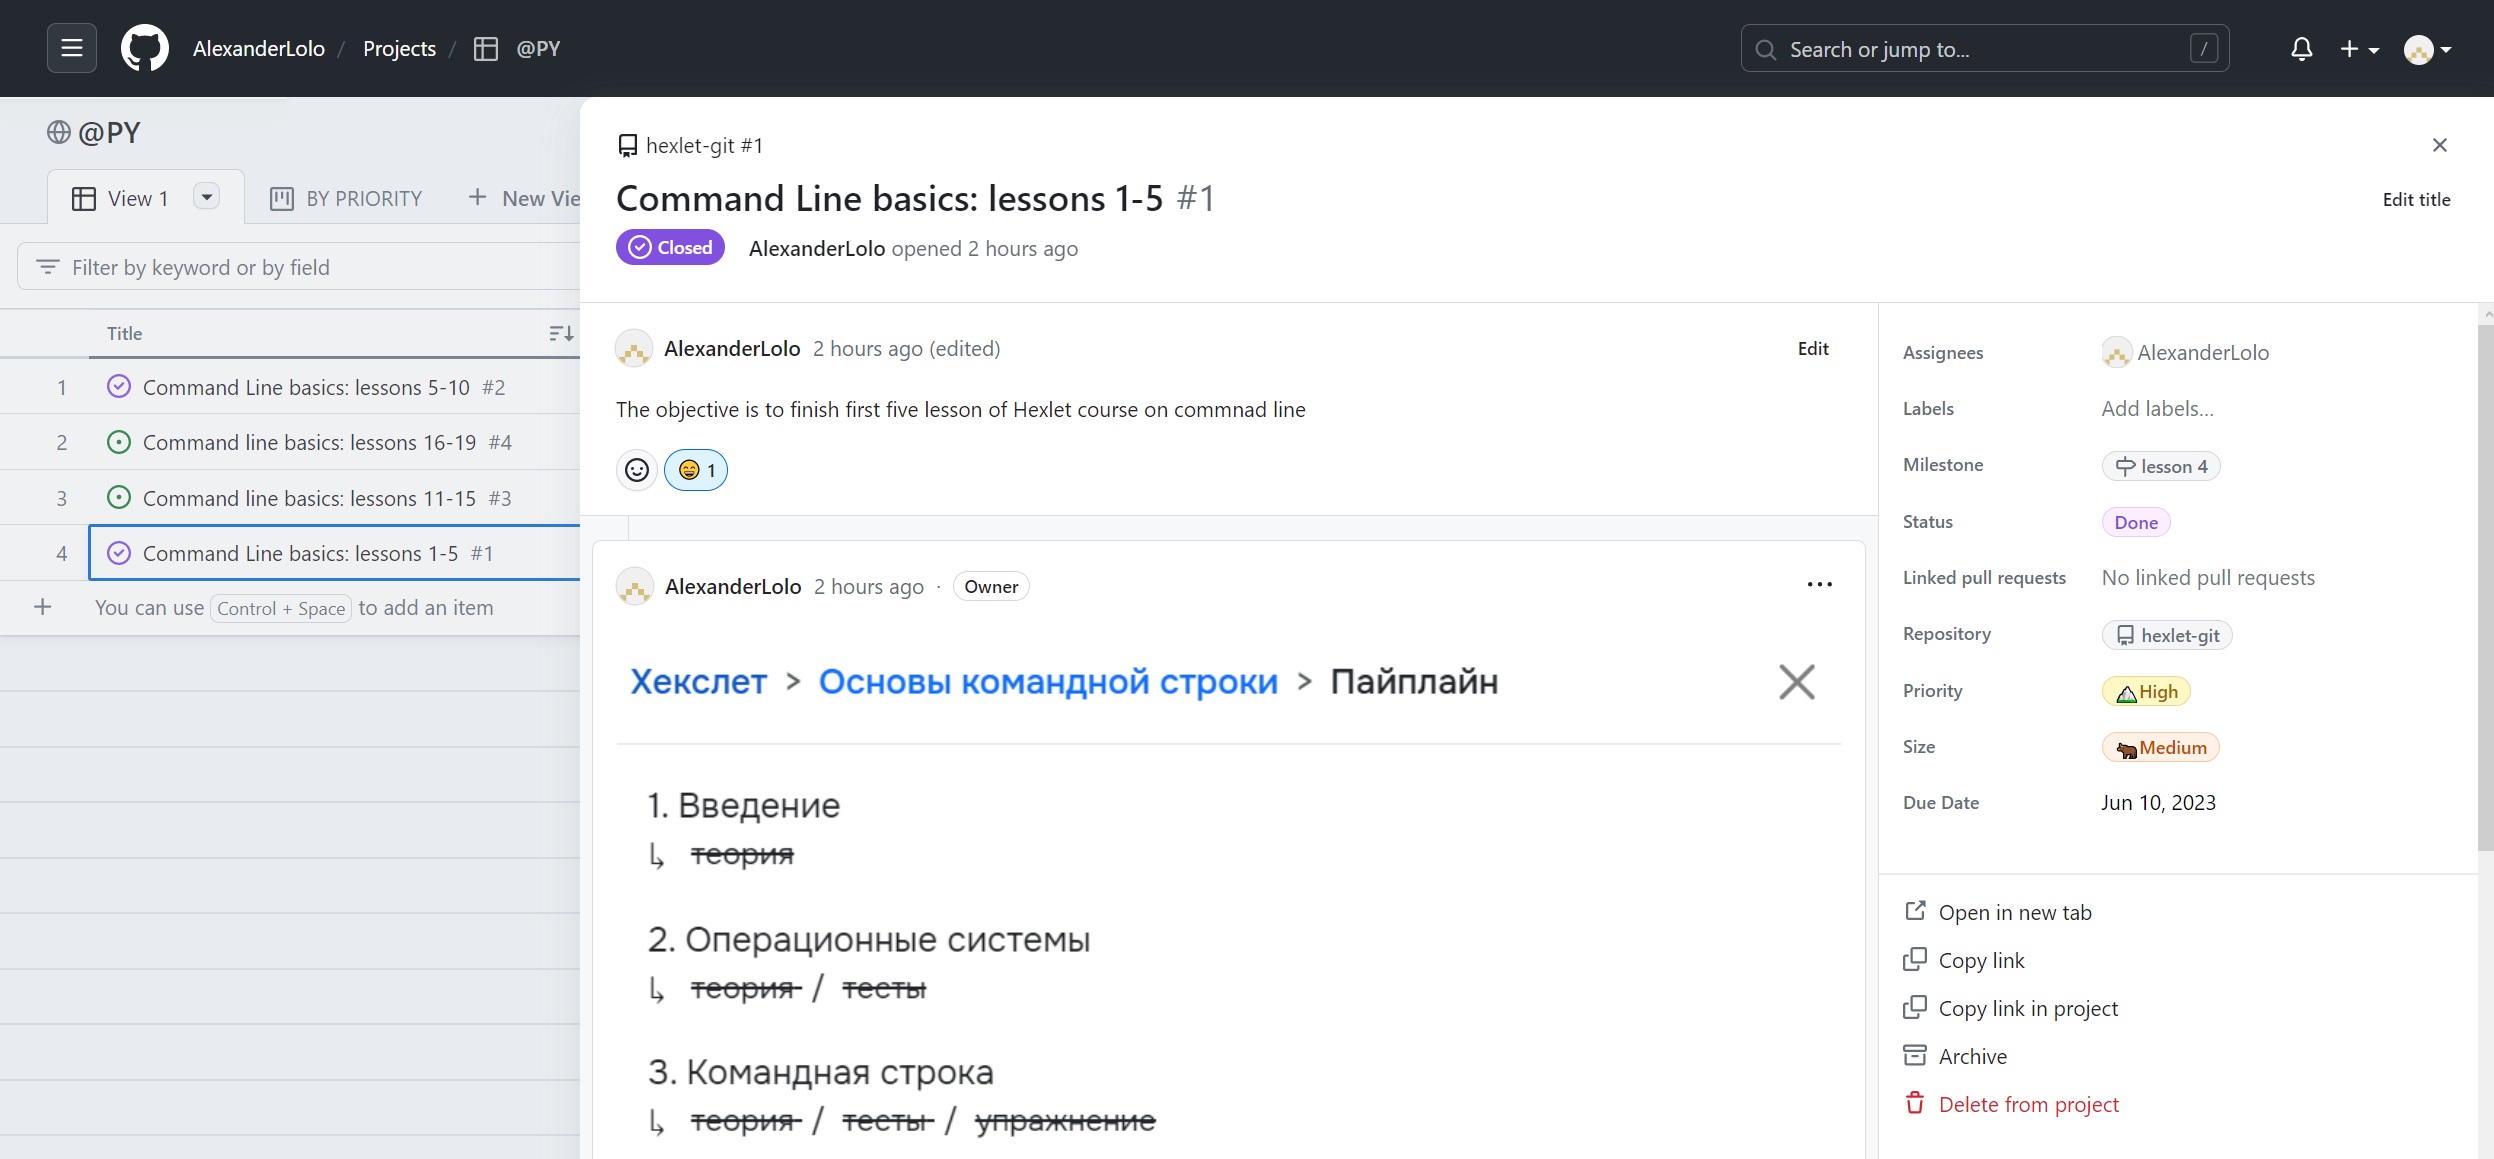 AlexanderLolo / Projects / @PY
Search or jump to... /
@PY
View 1 BY PRIORITY New Vie
Filter by keyword or by field
Title
1 Command Line basics: lessons 5-10 #2
2 Command line basics: lessons 16-19 #4
3 Command line basics: lessons 11-15 #3
4 Command Line basics: lessons 1-5 #1
You can use Control + Space to add an item
hexlet-git #1
Command Line basics: lessons 1-5 #1
Edit title
Closed AlexanderLolo opened 2 hours ago
AlexanderLolo 2 hours ago (edited) Edit
The objective is to finish first five lesson of Hexlet course on commnad line
1
AlexanderLolo 2 hours ago · Owner
Хекслет > Основы командной строки > Пайплайн
1. Введение
↳ теория
2. Операционные системы
↳ теория / тесты
3. Командная строка
↳ теория / тесты / упражнение
Assignees AlexanderLolo
Labels Add labels...
Milestone lesson 4
Status Done
Linked pull requests No linked pull requests
Repository hexlet-git
Priority High
Size Medium
Due Date Jun 10, 2023
Open in new tab
Copy link
Copy link in project
Archive
Delete from project